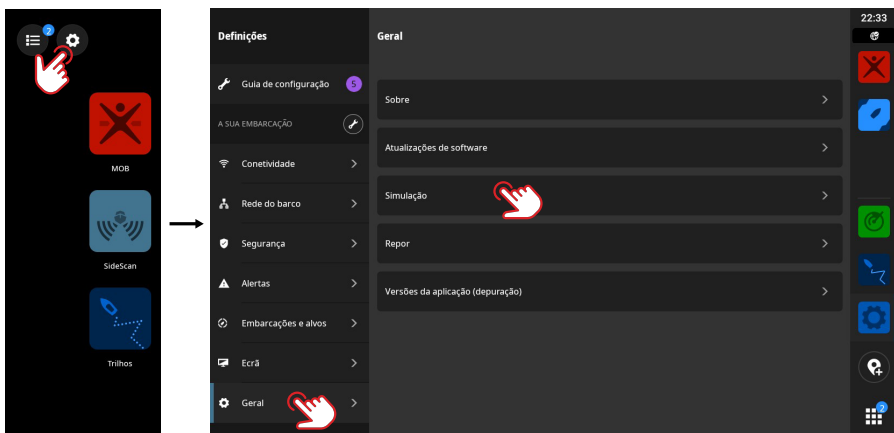 2
MOB
SideScan
Trilhos
Definições
Guia de configuração
5
A SUA EMBARCAÇÃO
Conetividade
Rede do barco
Segurança
Alertas
Embarcações e alvos
Ecrã
Geral
Geral
Sobre
Atualizações de software
Simulação
Repor
Versões da aplicação (depuração)
22:33
2